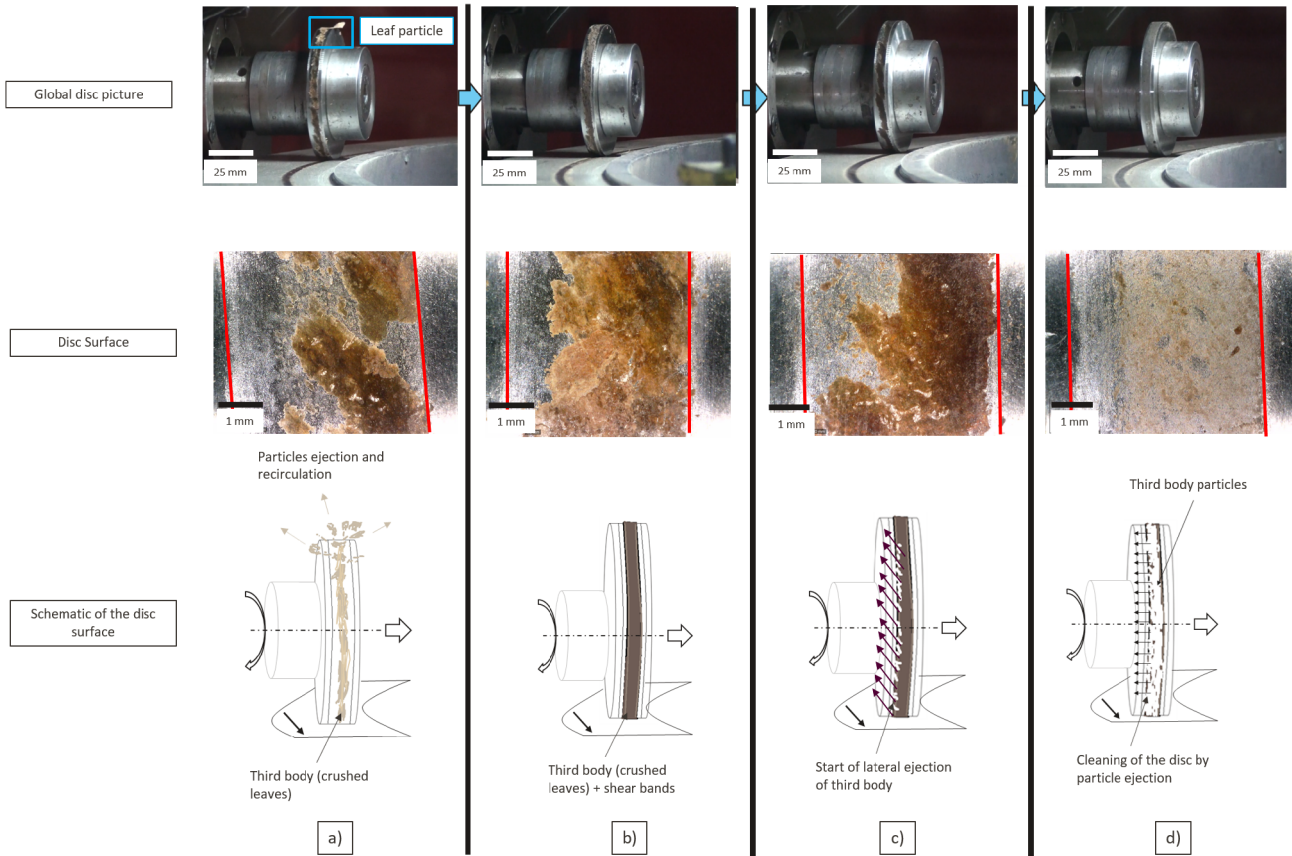 Leaf particle
Global disc picture
25 mm
25 mm
25 mm
25 mm
Disc Surface
1 mm
1 mm
1 mm
1 mm
Particles ejection and
recirculation
Third body particles
Schematic of the disc
surface
Third body (crushed
leaves)
Third body (crushed
leaves) + shear bands
Start of lateral ejection
of third body
Cleaning of the disc by
particle ejection
a)
b)
c)
d)